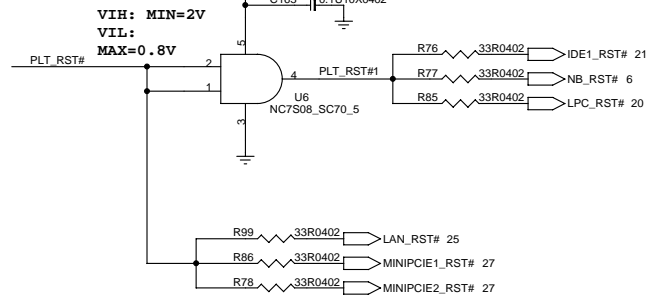 VIH: MIN=2V
VIL:
MAX=0.8V
PLT_RST#
5
2
1
4
3
PLT_RST#1
U6
NC7S08_SC70_5
R76 33R0402 IDE1_RST# 21
R77 33R0402 NB_RST# 6
R85 33R0402 LPC_RST# 20
R99 33R0402 LAN_RST# 25
R86 33R0402 MINIPCIE1_RST# 27
R78 33R0402 MINIPCIE2_RST# 27